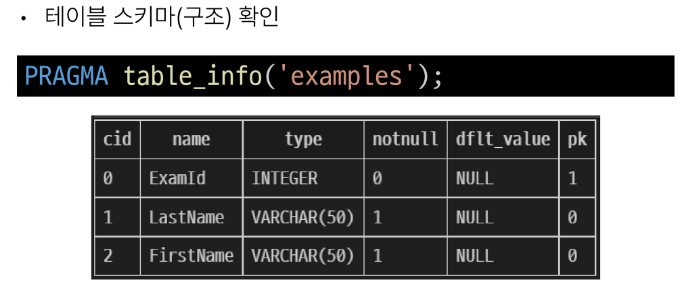 • 테이블 스키마(구조) 확인
PRAGMA table_info('examples');
cid name type notnull dflt_value pk
0 ExamId INTEGER 0 NULL 1
1 LastName VARCHAR(50) 1 NULL 0
2 FirstName VARCHAR(50) 1 NULL 0